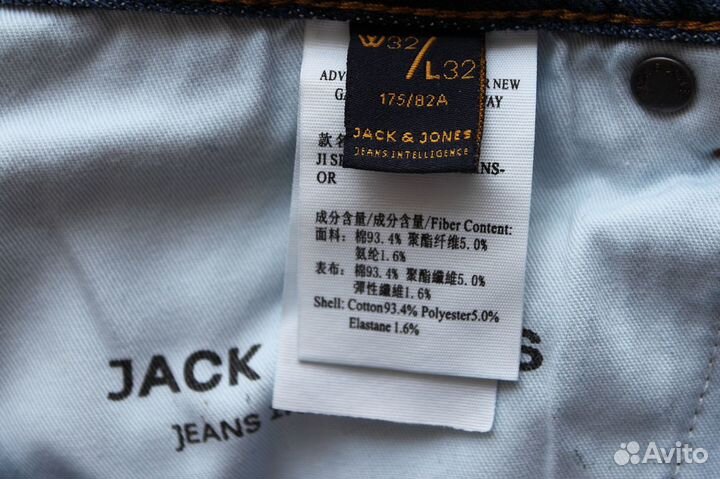 W32/L32
175/82A
JACK & JONES
JEANS INTELLIGENCE
ADV R NEW
GA WAY
款名
JI S NS-
OR
成分含量/成分含量/Fiber Content:
面料: 棉93.4% 聚酯纤维5.0%
氨纶1.6%
表布: 棉93.4% 聚酯纖維5.0%
彈性纖維1.6%
Shell: Cotton93.4% Polyester5.0%
Elastane 1.6%
JACK S
JEANS I
Avito